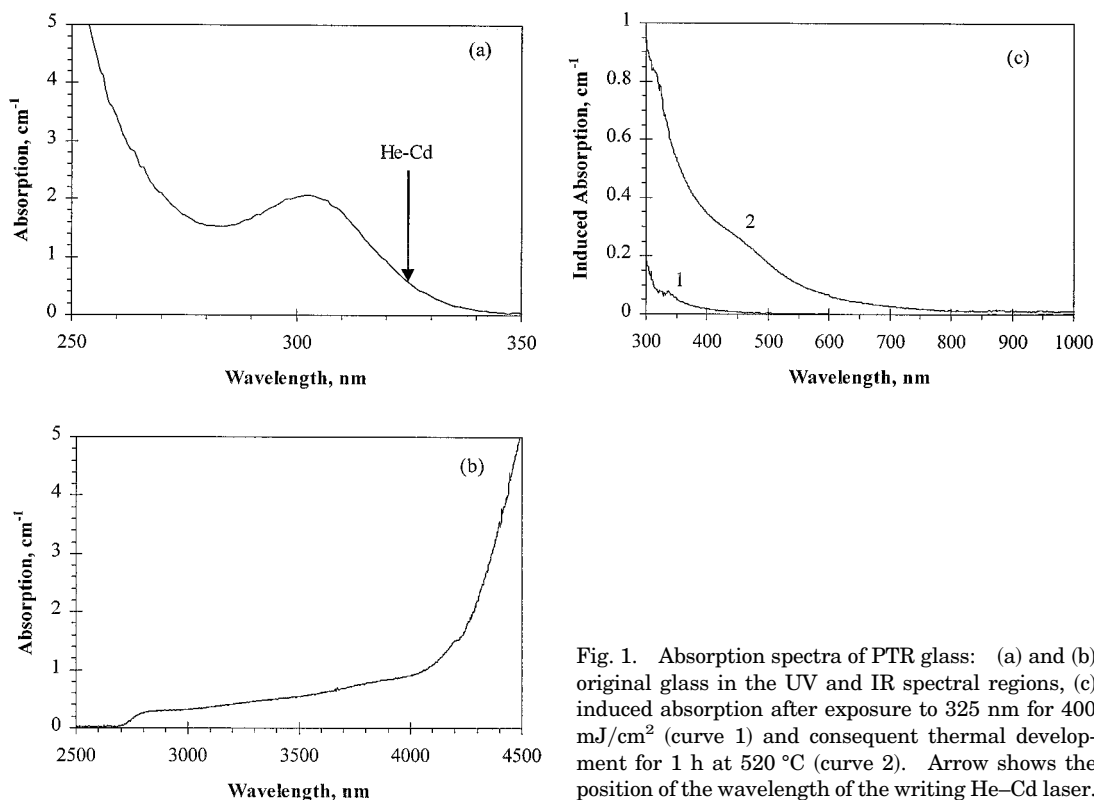 5
4
3
2
1
0
Absorption, cm⁻¹
(a)
He-Cd
250
300
350
Wavelength, nm
1
0.8
0.6
0.4
0.2
0
Induced Absorption, cm⁻¹
(c)
2
1
300 400 500 600 700 800 900 1000
Wavelength, nm
5
4
3
2
1
0
Absorption, cm⁻¹
(b)
2500 3000 3500 4000 4500
Wavelength, nm
Fig. 1. Absorption spectra of PTR glass: (a) and (b)
original glass in the UV and IR spectral regions, (c)
induced absorption after exposure to 325 nm for 400
mJ/cm² (curve 1) and consequent thermal develop-
ment for 1 h at 520 °C (curve 2). Arrow shows the
position of the wavelength of the writing He–Cd laser.